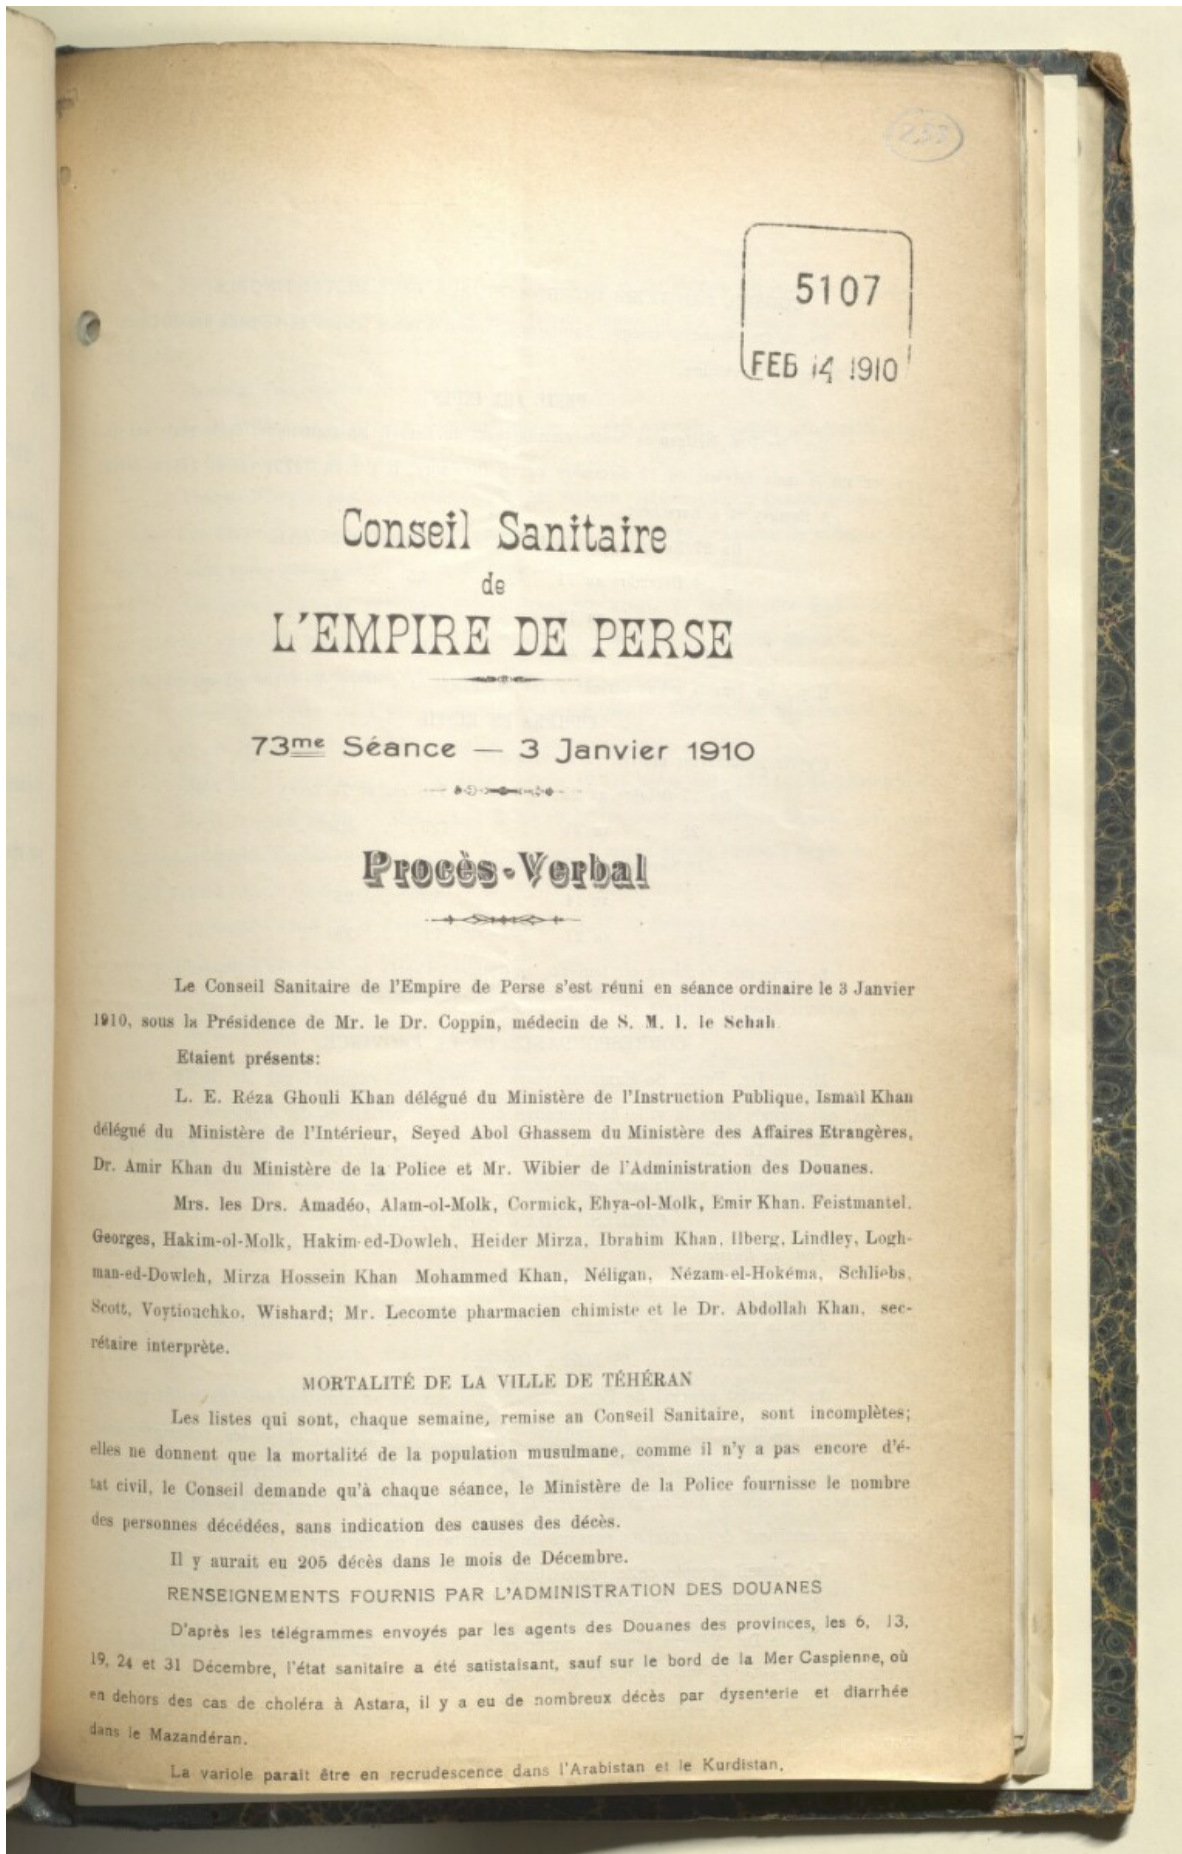 5107
FEB 14 1910
Conseil Sanitaire
de
L'EMPIRE DE PERSE
73me Séance — 3 Janvier 1910
Procès-Verbal
Le Conseil Sanitaire de l'Empire de Perse s'est réuni en séance ordinaire le 3 Janvier
1910, sous la Présidence de Mr. le Dr. Coppin, médecin de S. M. I. le Schah
Etaient présents:
L. E. Réza Ghouli Khan délégué du Ministère de l'Instruction Publique, Ismaïl Khan
délégué du Ministère de l'Intérieur, Seyed Abol Ghassem du Ministère des Affaires Etrangères,
Dr. Amir Khan du Ministère de la Police et Mr. Wibier de l'Administration des Douanes.
Mrs. les Drs. Amadéo, Alam-ol-Molk, Cormick, Ehya-ol-Molk, Emir Khan. Feistmantel.
Georges, Hakim-ol-Molk, Hakim-ed-Dowleh, Heider Mirza, Ibrahim Khan, Ilberg, Lindley, Logh-
man-ed-Dowleh, Mirza Hossein Khan Mohammed Khan, Néligan, Nézam-el-Hokéma, Schliebs,
Scott, Voytiouchko, Wishard; Mr. Lecomte pharmacien chimiste et le Dr. Abdollah Khan, sec-
rétaire interprète.
MORTALITÉ DE LA VILLE DE TÉHÉRAN
Les listes qui sont, chaque semaine, remise an Conseil Sanitaire, sont incomplètes;
elles ne donnent que la mortalité de la population musulmane, comme il n'y a pas encore d'é-
tat civil, le Conseil demande qu'à chaque séance, le Ministère de la Police fournisse le nombre
des personnes décédées, sans indication des causes des décès.
Il y aurait eu 205 décès dans le mois de Décembre.
RENSEIGNEMENTS FOURNIS PAR L'ADMINISTRATION DES DOUANES
D'après les télégrammes envoyés par les agents des Douanes des provinces, les 6, 13,
19, 24 et 31 Décembre, l'état sanitaire a été satistaisant, sauf sur le bord de la Mer Caspienne, où
en dehors des cas de choléra à Astara, il y a eu de nombreux décès par dysenterie et diarrhée
dans le Mazandéran.
La variole parait être en recrudescence dans l'Arabistan et le Kurdistan.